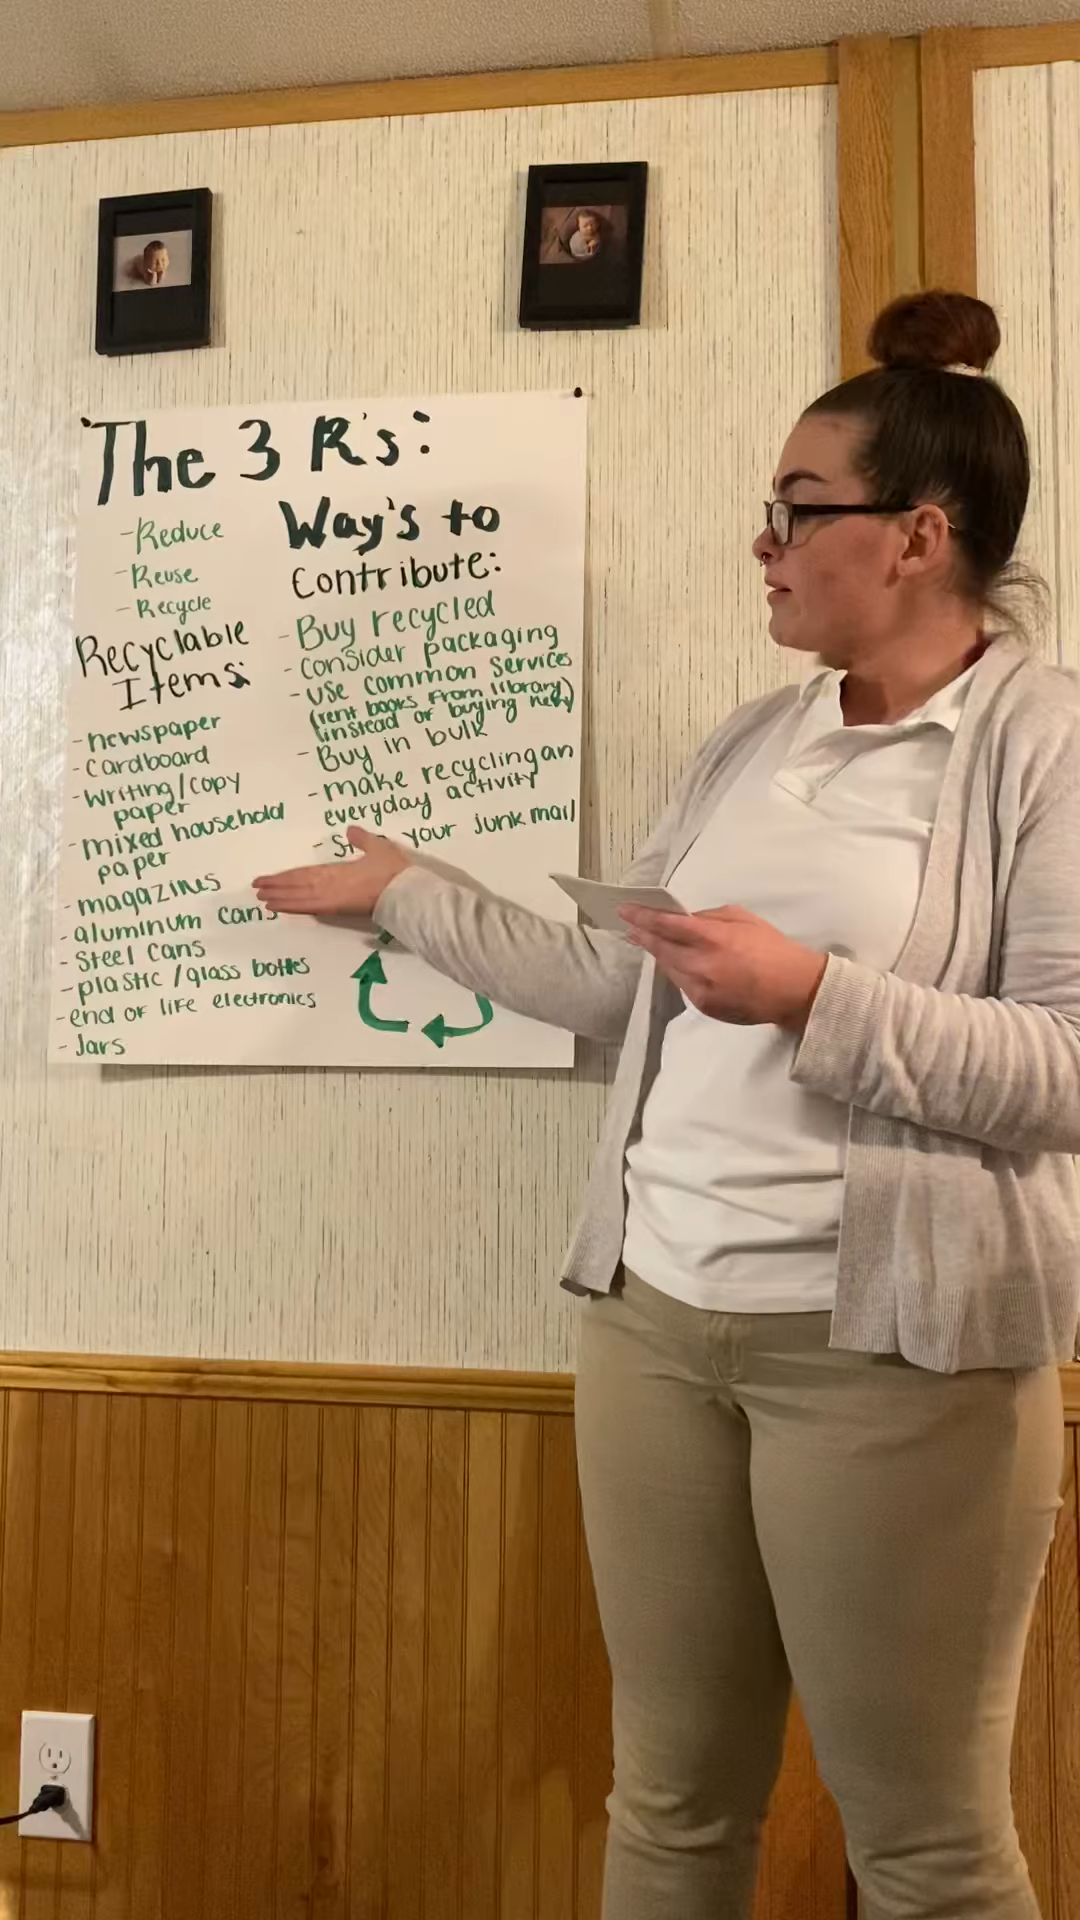 The 3 R's:
-Reduce
-Reuse
-Recycle
Recyclable
Items:
-newspaper
-Cardboard
-Writing/copy
paper
-mixed household
paper
-magazines
-aluminum cans
-Steel cans
-plastic/glass bottles
-end of life electronics
-Jars
Way's to
Contribute:
-Buy recycled
-consider packaging
-use common services
(rent books from library)
(instead of buying new)
-Buy in bulk
-make recycling an
everyday activity
- your junk mail